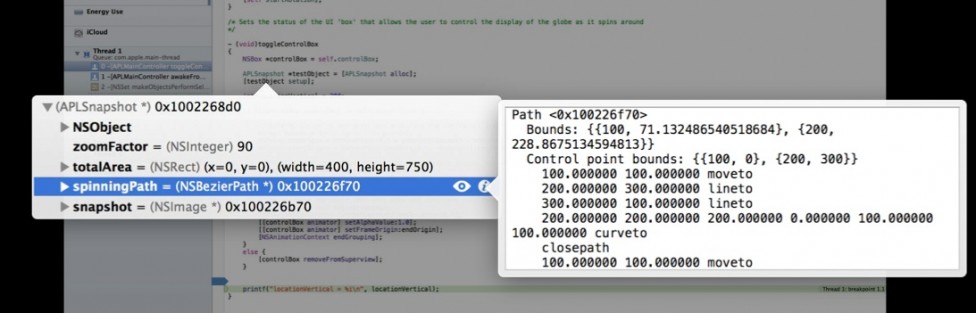 [self startRotation];
Energy Use
/* Sets the status of the UI 'box' that allows the user to control the display of the globe as it spins around
*/
iCloud
- (void)toggleControlBox
{
Thread 1
Queue: com.apple.main-thread
NSBox *controlBox = self.controlBox;
0 -[APLMainController toggleCon...
1 -[APLMainController awakeFro...
APLSnapshot *testObject = [APLSnapshot alloc];
[testObject setup];
2 -[NSSet makeObjectsPerformSel...
(APLSnapshot *) 0x1002268d0
NSObject
zoomFactor = (NSInteger) 90
totalArea = (NSRect) (x=0, y=0), (width=400, height=750)
spinningPath = (NSBezierPath *) 0x100226f70
snapshot = (NSImage *) 0x100226b70
Path <0x100226f70>
Bounds: {{100, 71.132486540518684}, {200,
228.8675134594813}}
Control point bounds: {{100, 0}, {200, 300}}
100.000000 100.000000 moveto
200.000000 300.000000 lineto
300.000000 100.000000 lineto
200.000000 200.000000 200.000000 0.000000 100.000000
100.000000 curveto
closepath
100.000000 100.000000 moveto
[[controlBox animator] setAlphaValue:1.0];
[[controlBox animator] setFrameOrigin:endOrigin];
[NSAnimationContext endGrouping];
}
else {
[controlBox removeFromSuperview];
}
printf("locationVertical = %i\n", locationVertical);
Thread 1: breakpoint 1.1
}